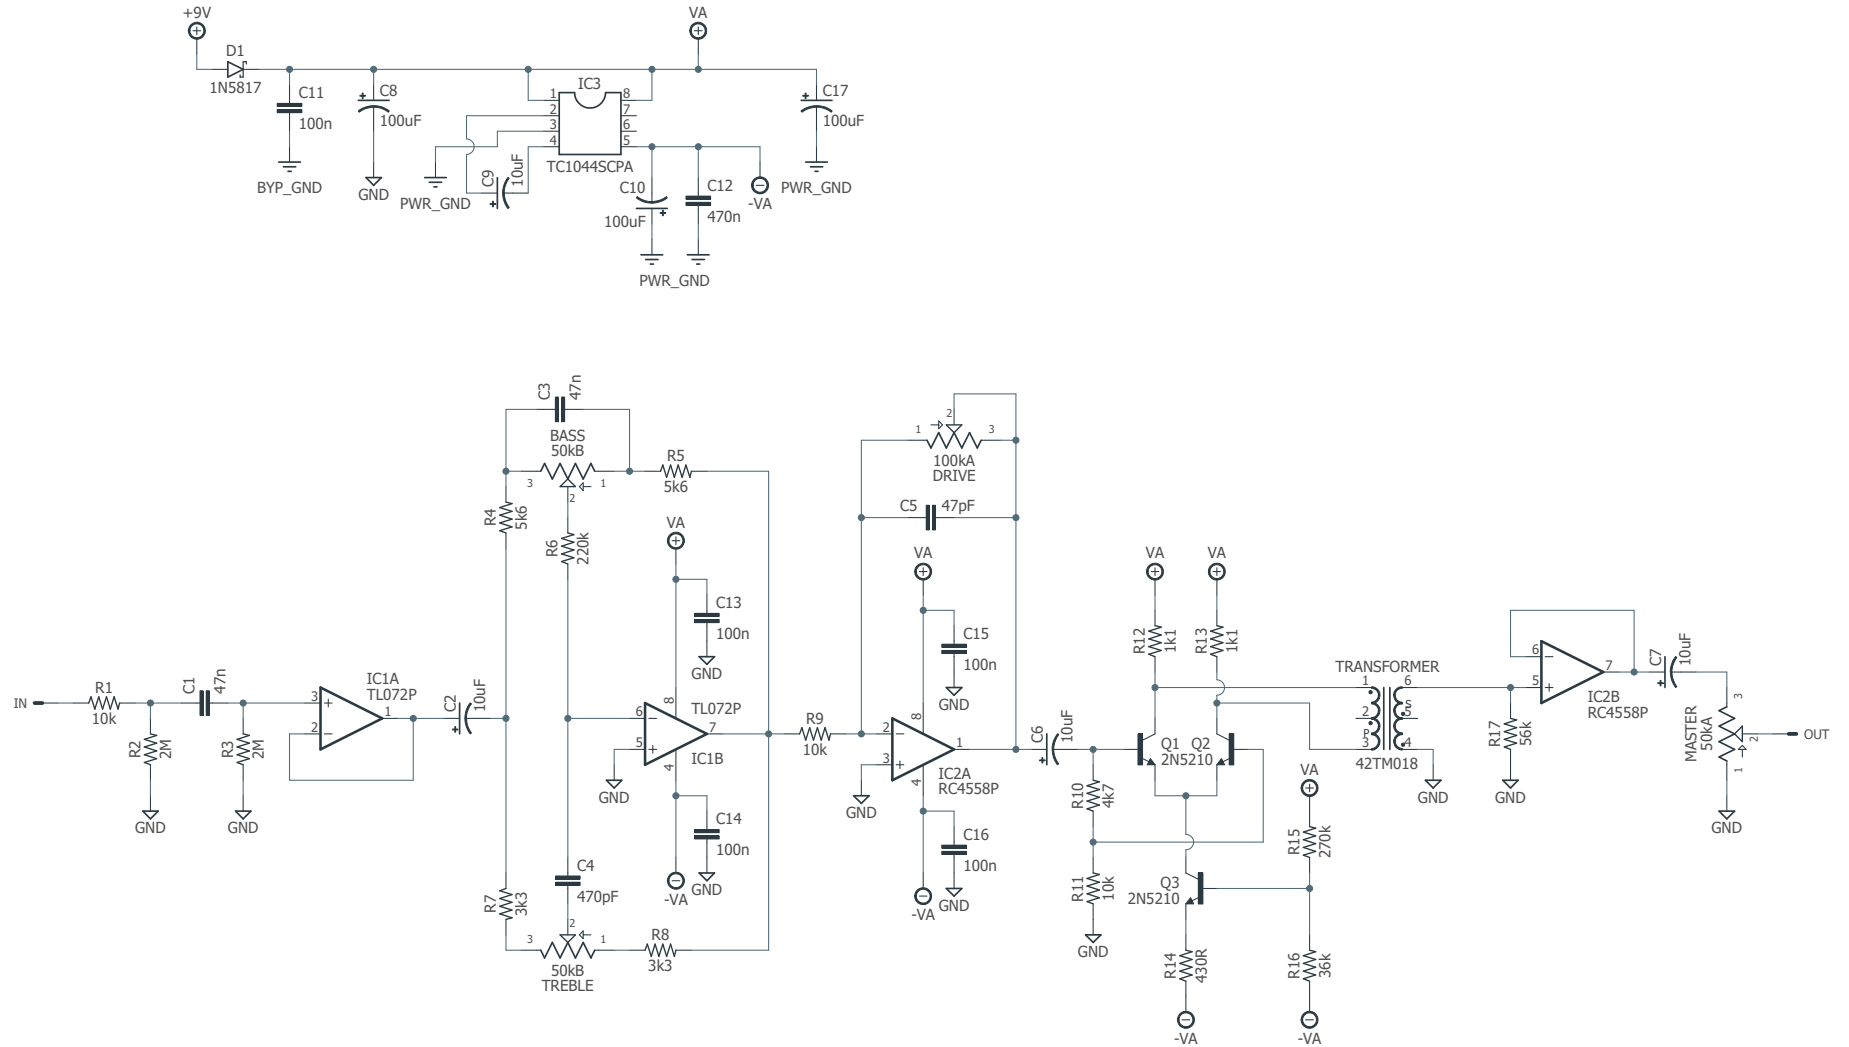 +9V
VA
D1
1N5817
C11
100n
BYP_GND
C8
100uF
GND
IC3
1
2
3
4
8
7
6
5
TC1044SCPA
PWR_GND
C9
10uF
C10
100uF
C12
470n
-VA
PWR_GND
C17
100uF
PWR_GND
IN
R1
10k
R2
2M
GND
C1
47n
R3
2M
GND
IC1A
TL072P
3
2
1
C2
10uF
C3
47n
BASS
50kB
3
1
2
R4
5k6
R5
5k6
R6
220k
VA
C13
100n
GND
TL072P
IC1B
8
6
5
7
4
GND
C14
100n
GND
-VA
C4
470pF
R7
3k3
2
3
1
50kB
TREBLE
R8
3k3
R9
10k
1
2
3
100kA
DRIVE
C5
47pF
VA
C15
100n
GND
8
2
3
1
4
IC2A
RC4558P
GND
C16
100n
GND
-VA
C6
10uF
R10
4k7
R11
10k
GND
VA
VA
R12
1k1
R13
1k1
Q1
Q2
2N5210
Q3
2N5210
R14
430R
-VA
VA
R15
270k
R16
36k
-VA
TRANSFORMER
1
2
P
3
6
S
5
4
42TM018
GND
R17
56k
GND
6
5
7
IC2B
RC4558P
C7
10uF
MASTER
50kA
3
2
1
GND
OUT